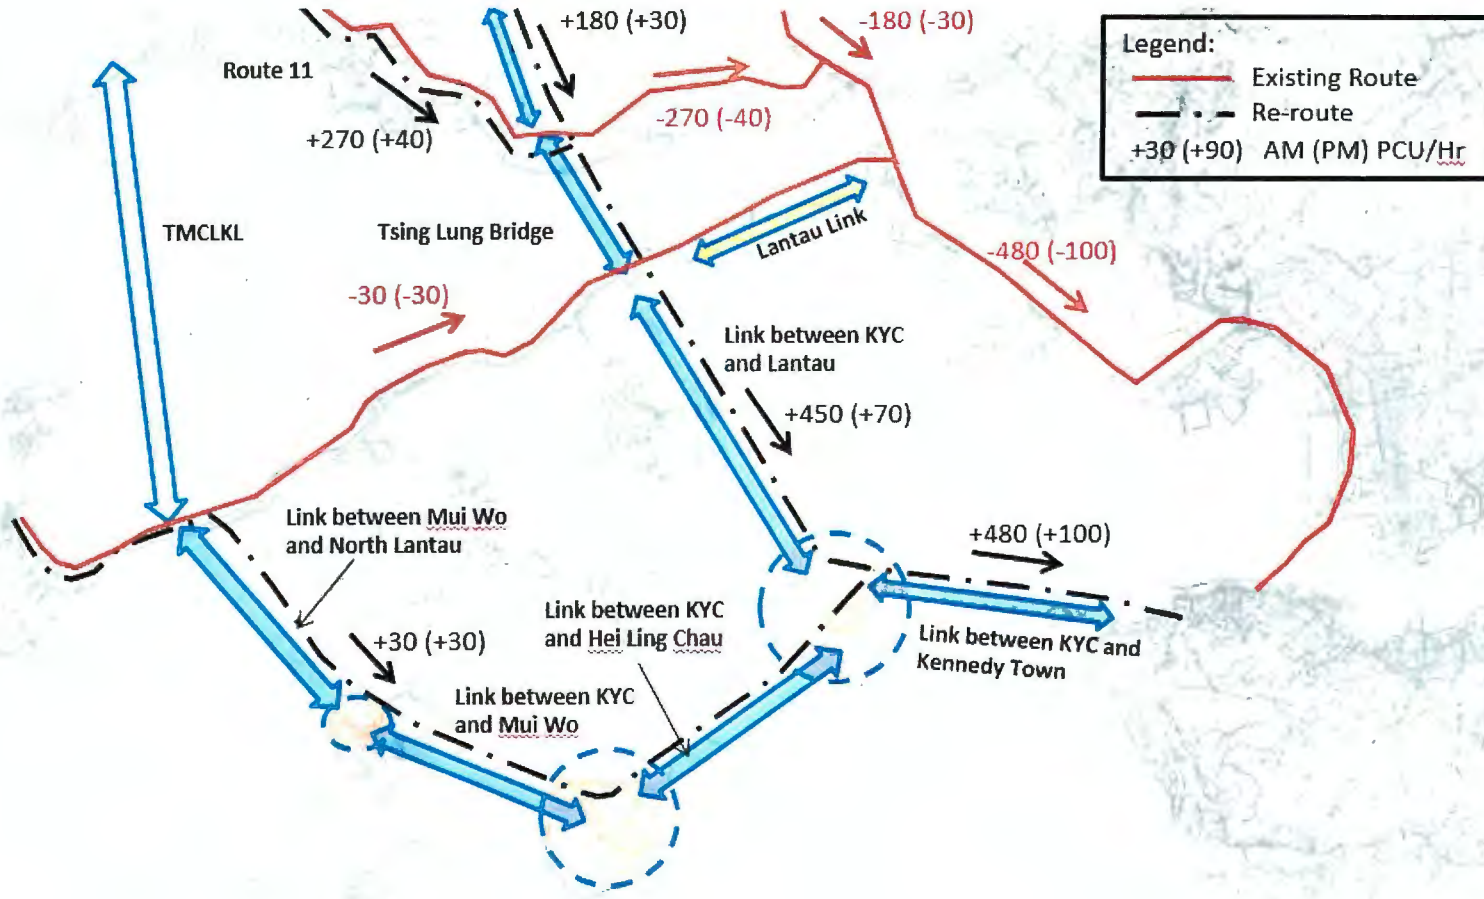 +180 (+30)
-180 (-30)
Legend:
Existing Route
Re-route
+30 (+90) AM (PM) PCU/Hr
Route 11
+270 (+40)
-270 (-40)
TMCLKL
Tsing Lung Bridge
Lantau Link
-480 (-100)
-30 (-30)
Link between KYC
and Lantau
+450 (+70)
Link between Mui Wo
and North Lantau
+480 (+100)
Link between KYC
and Hei Ling Chau
+30 (+30)
Link between KYC and
Kennedy Town
Link between KYC
and Mui Wo